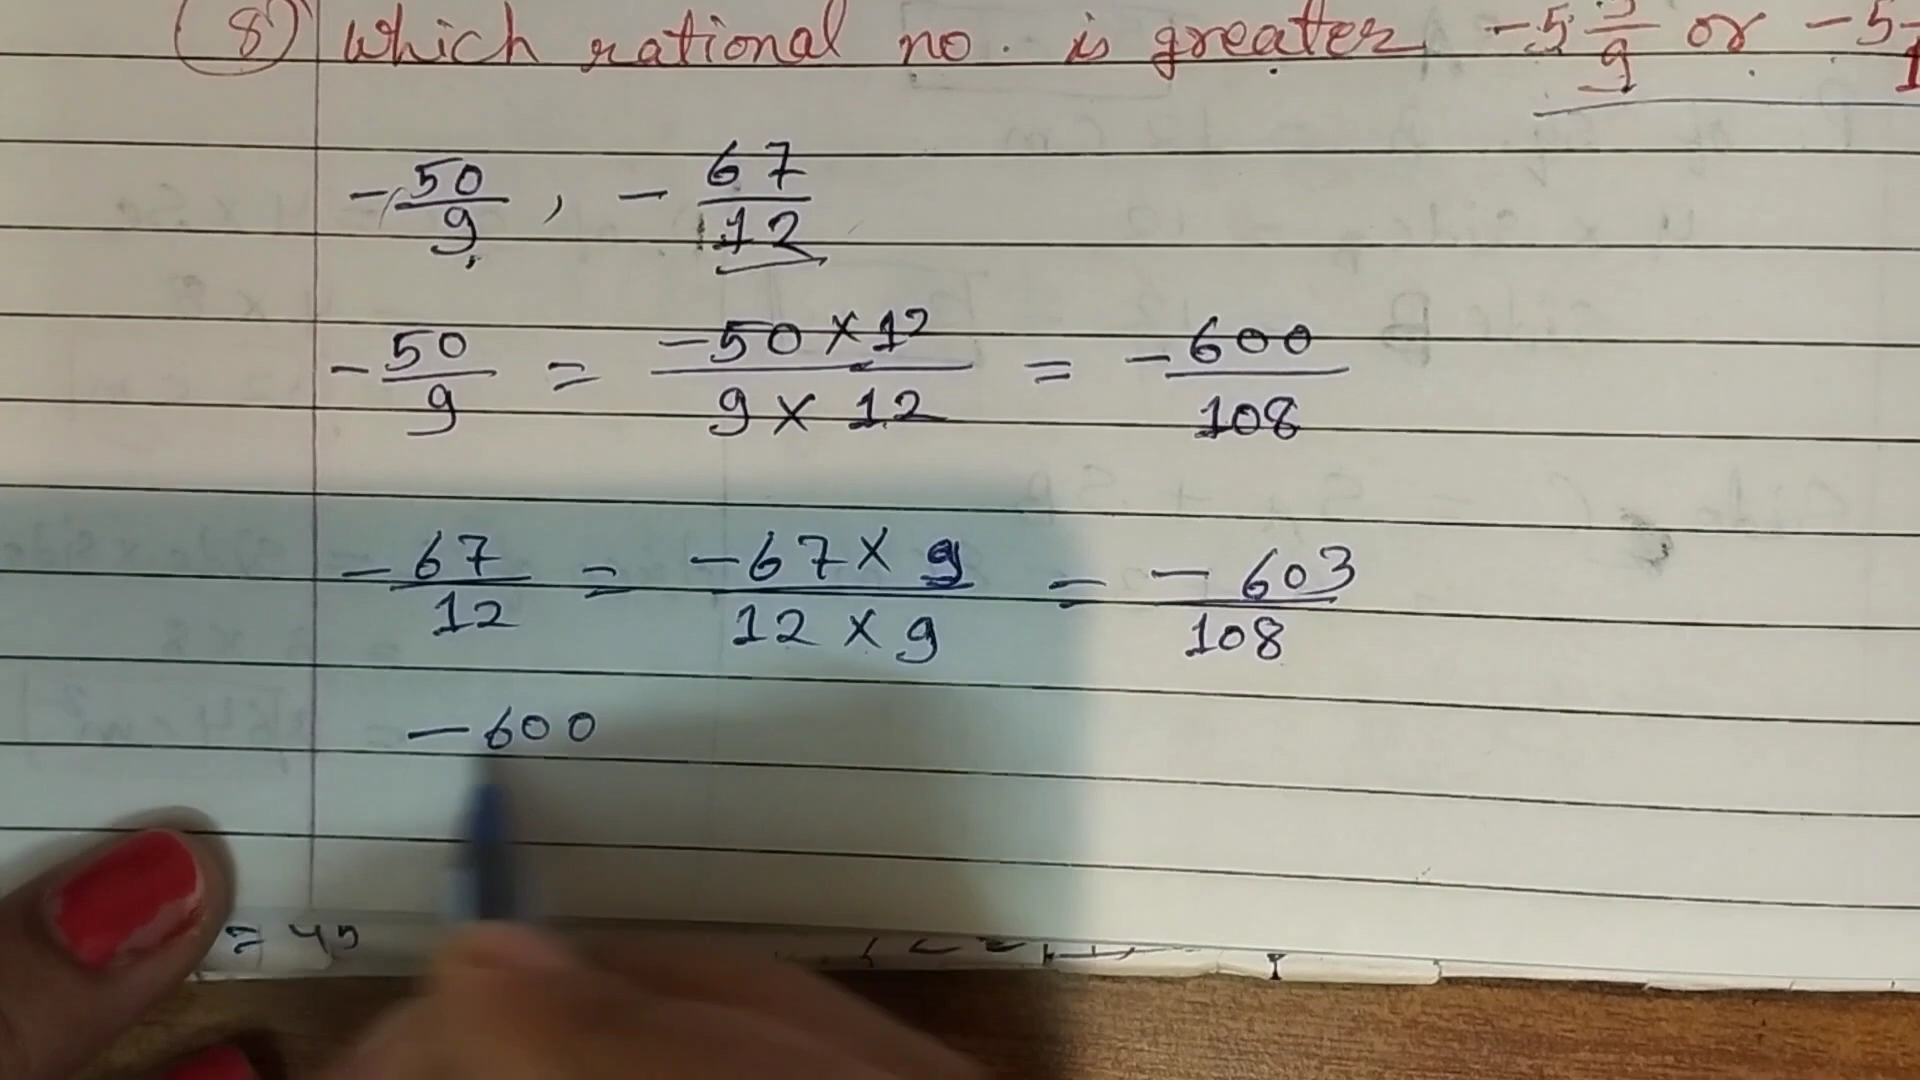 (8) Which rational no. is greater -5 5/9 or -5
-50/9 , -67/12
-50/9 = -50×12/9×12 = -600/108
-67/12 = -67×9/12×9 = -603/108
-600
= 45